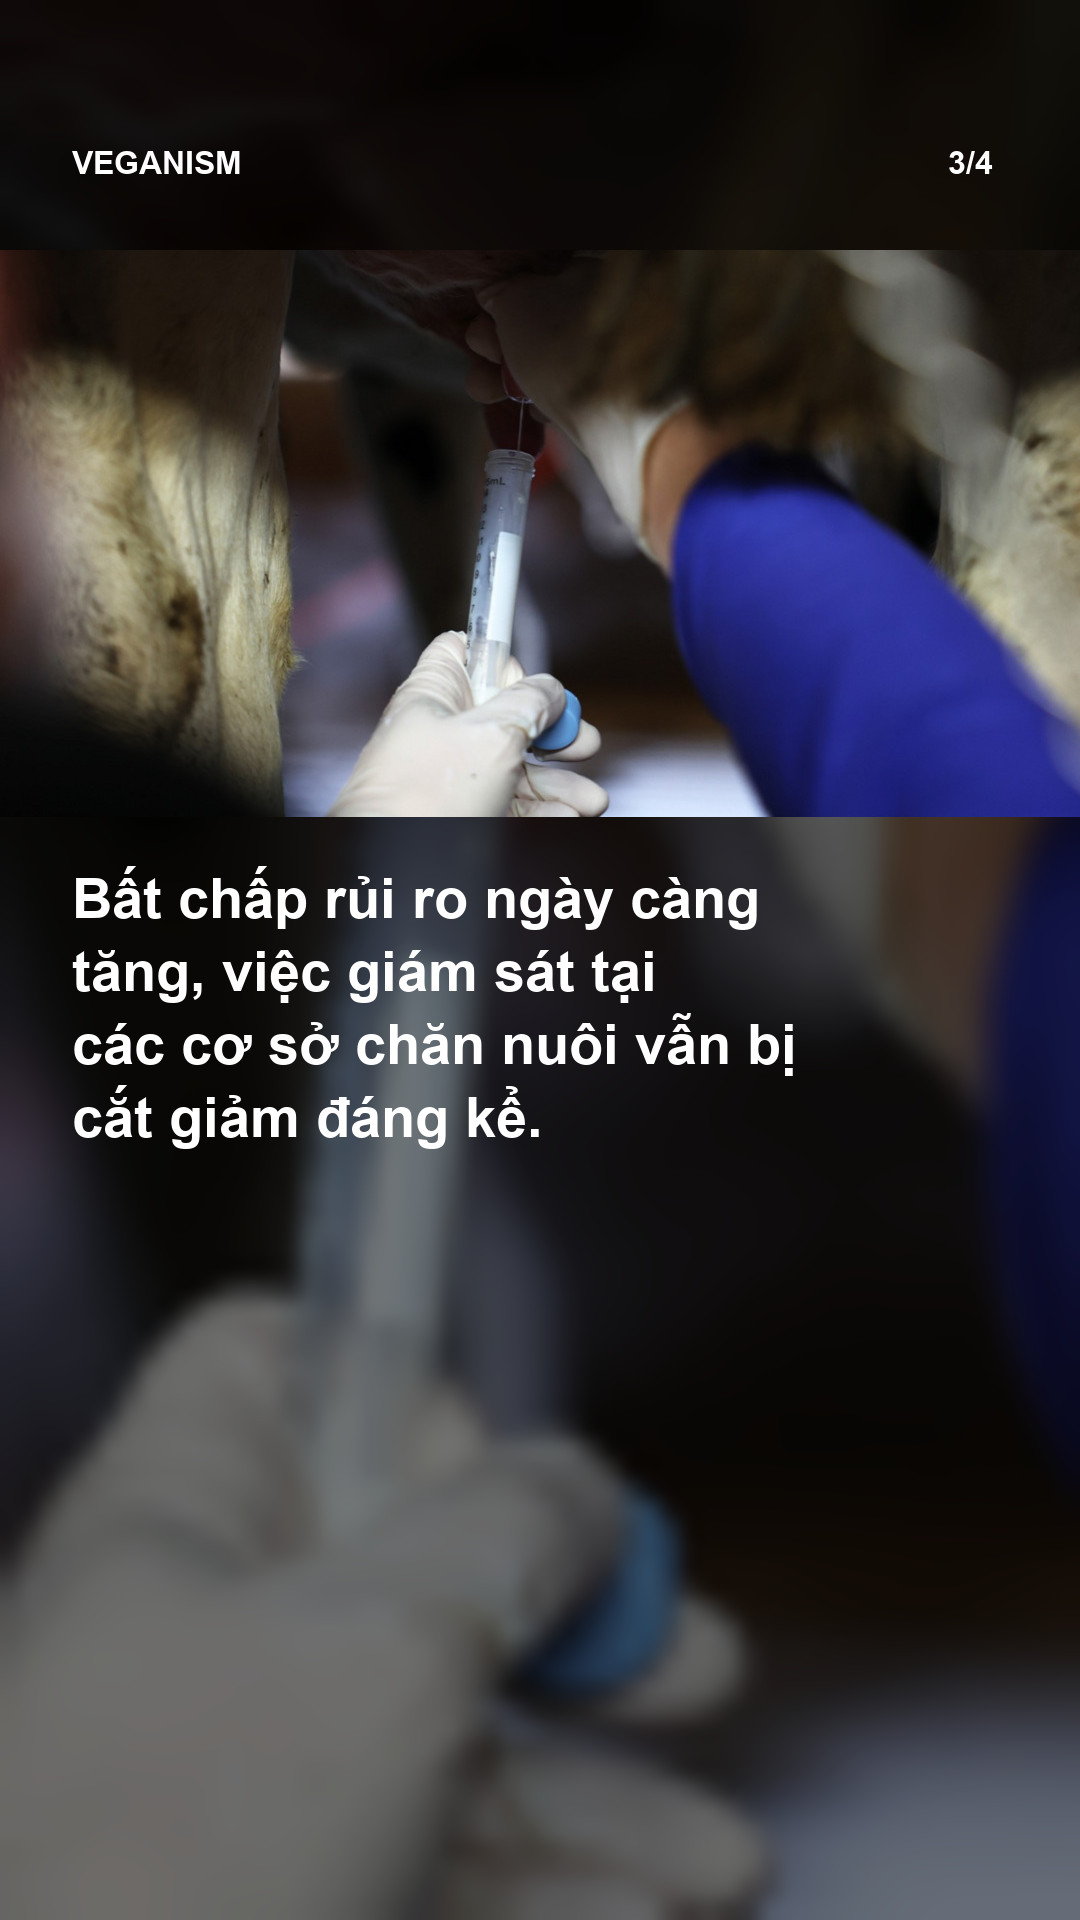 VEGANISM
3/4
Bất chấp rủi ro ngày càng
tăng, việc giám sát tại
các cơ sở chăn nuôi vẫn bị
cắt giảm đáng kể.